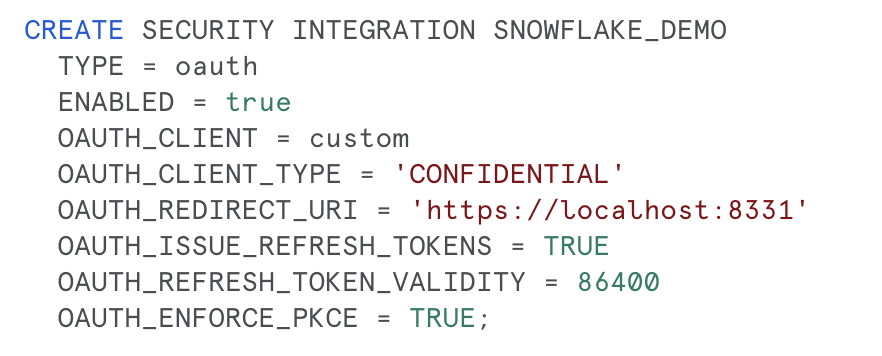 CREATE SECURITY INTEGRATION SNOWFLAKE_DEMO
TYPE = oauth
ENABLED = true
OAUTH_CLIENT = custom
OAUTH_CLIENT_TYPE = 'CONFIDENTIAL'
OAUTH_REDIRECT_URI = 'https://localhost:8331'
OAUTH_ISSUE_REFRESH_TOKENS = TRUE
OAUTH_REFRESH_TOKEN_VALIDITY = 86400
OAUTH_ENFORCE_PKCE = TRUE;